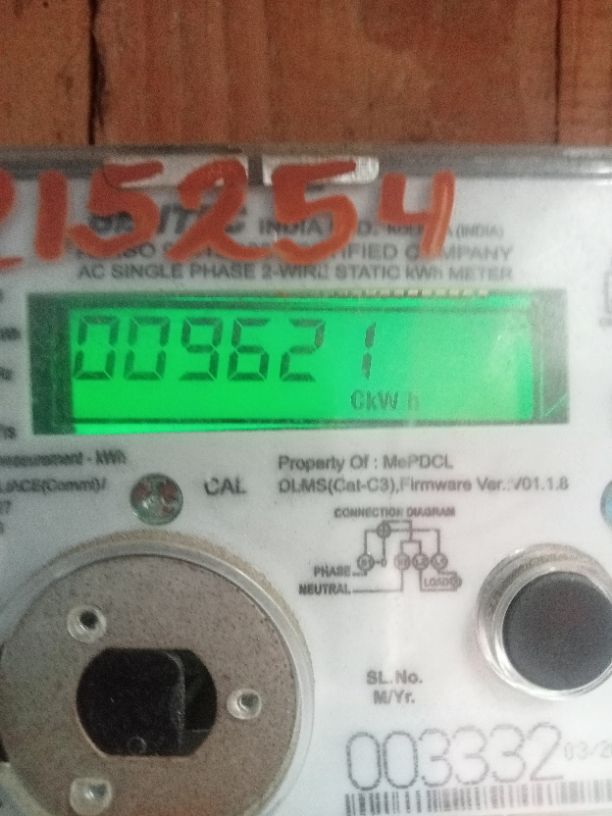 215254
INDIA
AC SINGLE PHASE 2-WIRE STATIC kWh METER
009621
CkW h
Property Of : MePDCL
CAL
DLMS(Cat-C3),Firmware Ver.:V01.1.8
CONNECTION DIAGRAM
PHASE
NEUTRAL
LOAD
SL.No.
M/Yr.
003332